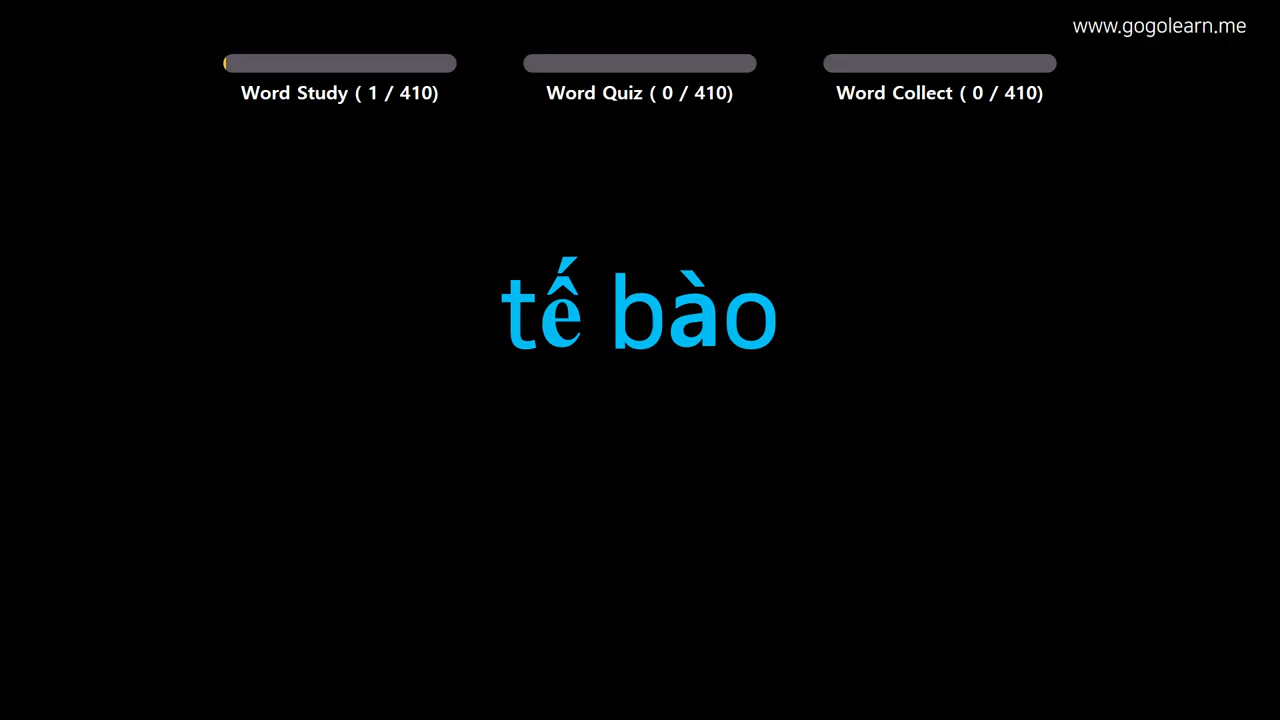 www.gogolearn.me
Word Study ( 1 / 410)
Word Quiz ( 0 / 410)
Word Collect ( 0 / 410)
tế bào